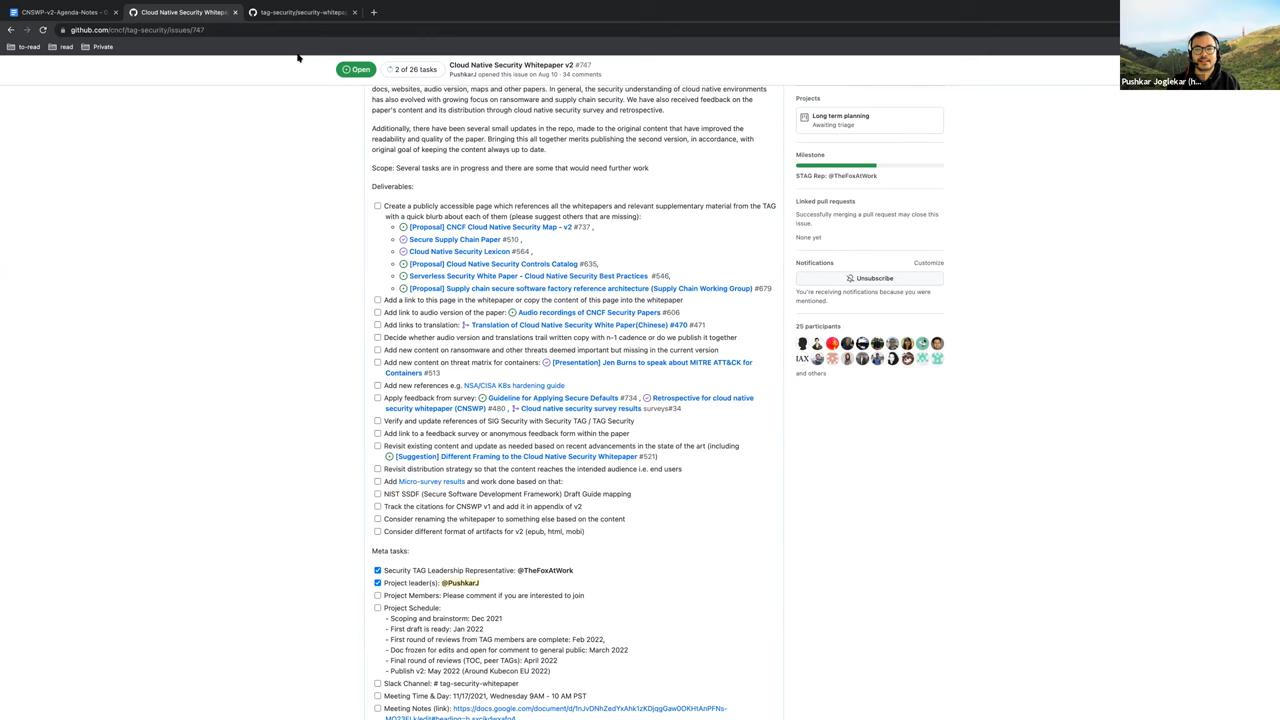 CNSWP-v2-Agenda-Notes - G
Cloud Native Security Whitepa
tag-security/security-whitepap
github.com/cncf/tag-security/issues/747
to-read
read
Private
Pushkar Joglekar (h...
Open
2 of 26 tasks
Cloud Native Security Whitepaper v2 #747
PushkarJ opened this issue on Aug 10 · 34 comments
docs, websites, audio version, maps and other papers. In general, the security understanding of cloud native environments
has also evolved with growing focus on ransomware and supply chain security. We have also received feedback on the
paper's content and its distribution through cloud native security survey and retrospective.
Additionally, there have been several small updates in the repo, made to the original content that have improved the
readability and quality of the paper. Bringing this all together merits publishing the second version, in accordance, with
original goal of keeping the content always up to date.
Scope: Several tasks are in progress and there are some that would need further work
Deliverables:
Create a publicly accessible page which references all the whitepapers and relevant supplementary material from the TAG
with a quick blurb about each of them (please suggest others that are missing):
[Proposal] CNCF Cloud Native Security Map - v2 #737 ,
Secure Supply Chain Paper #510 ,
Cloud Native Security Lexicon #564 ,
[Proposal] Cloud Native Security Controls Catalog #635,
Serverless Security White Paper - Cloud Native Security Best Practices #546,
[Proposal] Supply chain secure software factory reference architecture (Supply Chain Working Group) #679
Add a link to this page in the whitepaper or copy the content of this page into the whitepaper
Add link to audio version of the paper: Audio recordings of CNCF Security Papers #606
Add links to translation: Translation of Cloud Native Security White Paper(Chinese) #470 #471
Decide whether audio version and translations trail written copy with n-1 cadence or do we publish it together
Add new content on ransomware and other threats deemed important but missing in the current version
Add new content on threat matrix for containers: [Presentation] Jen Burns to speak about MITRE ATT&CK for
Containers #513
Add new references e.g. NSA/CISA K8s hardening guide
Apply feedback from survey: Guideline for Applying Secure Defaults #734 , Retrospective for cloud native
security whitepaper (CNSWP) #480 , Cloud native security survey results surveys#34
Verify and update references of SIG Security with Security TAG / TAG Security
Add link to a feedback survey or anonymous feedback form within the paper
Revisit existing content and update as needed based on recent advancements in the state of the art (including
[Suggestion] Different Framing to the Cloud Native Security Whitepaper #521)
Revisit distribution strategy so that the content reaches the intended audience i.e. end users
Add Micro-survey results and work done based on that:
NIST SSDF (Secure Software Development Framework) Draft Guide mapping
Track the citations for CNSWP v1 and add it in appendix of v2
Consider renaming the whitepaper to something else based on the content
Consider different format of artifacts for v2 (epub, html, mobi)
Meta tasks:
Security TAG Leadership Representative: @TheFoxAtWork
Project leader(s): @PushkarJ
Project Members: Please comment if you are interested to join
Project Schedule:
- Scoping and brainstorm: Dec 2021
- First draft is ready: Jan 2022
- First round of reviews from TAG members are complete: Feb 2022,
- Doc frozen for edits and open for comment to general public: March 2022
- Final round of reviews (TOC, peer TAGs): April 2022
- Publish v2: May 2022 (Around Kubecon EU 2022)
Slack Channel: # tag-security-whitepaper
Meeting Time & Day: 11/17/2021, Wednesday 9AM - 10 AM PST
Meeting Notes (link): https://docs.google.com/document/d/1nJvDNhZedYxAhk1zKDjqgGaw0OKHtAnPFNs-
Projects
Long term planning
Awaiting triage
Milestone
STAG Rep: @TheFoxAtWork
Linked pull requests
Successfully merging a pull request may close this
issue.
None yet
Notifications
Customize
Unsubscribe
You're receiving notifications because you were
mentioned.
25 participants
IAX
and others